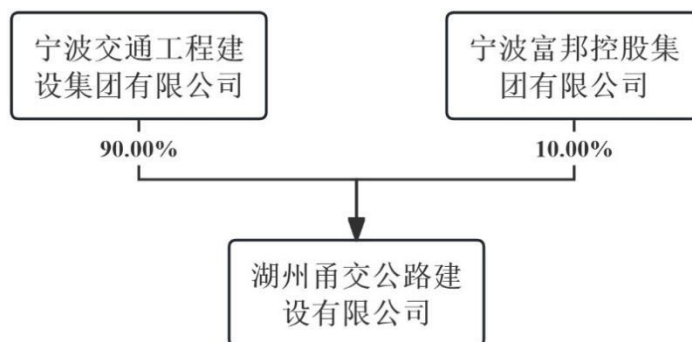 宁波交通工程建
设集团有限公司
宁波富邦控股集
团有限公司
90.00%
10.00%
湖州甬交公路建
设有限公司